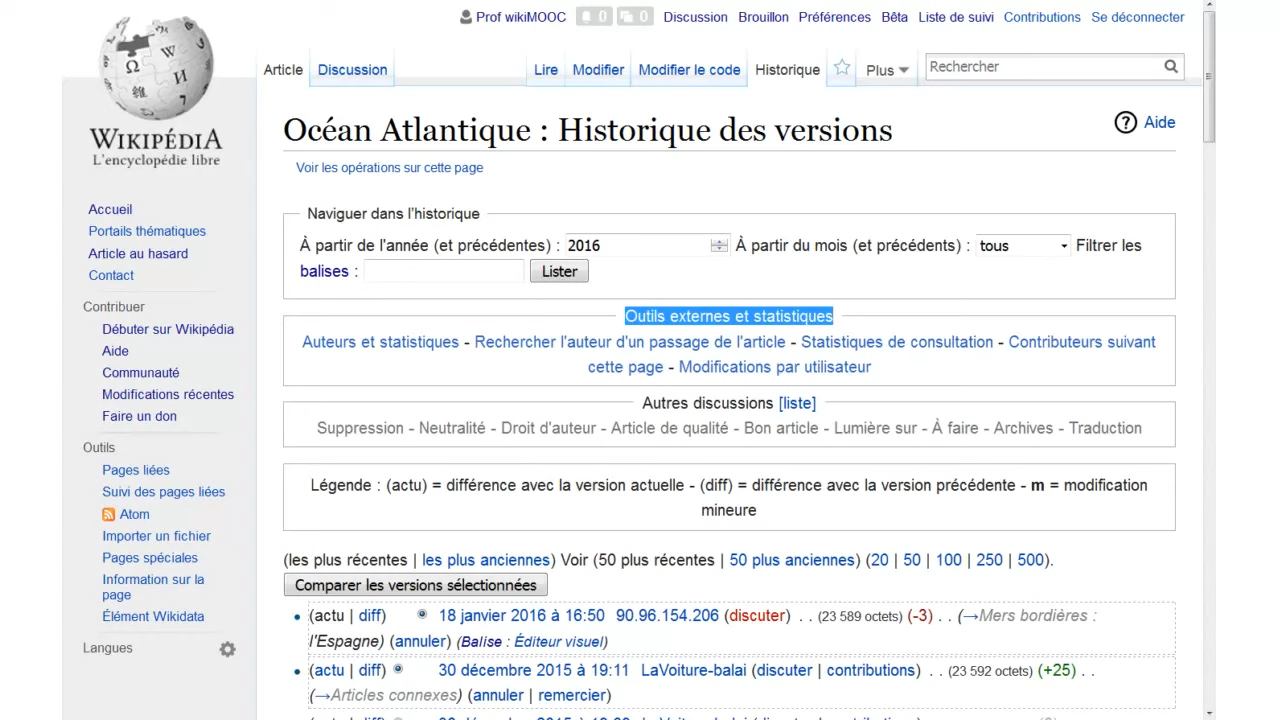 Prof wikiMOOC 0 0 Discussion Brouillon Préférences Bêta Liste de suivi Contributions Se déconnecter
Article Discussion Lire Modifier Modifier le code Historique Plus Rechercher
WIKIPÉDIA
L'encyclopédie libre
Océan Atlantique : Historique des versions
Aide
Voir les opérations sur cette page
Accueil
Portails thématiques
Article au hasard
Contact
Contribuer
Débuter sur Wikipédia
Aide
Communauté
Modifications récentes
Faire un don
Outils
Pages liées
Suivi des pages liées
Atom
Importer un fichier
Pages spéciales
Information sur la
page
Élément Wikidata
Langues
Naviguer dans l'historique
À partir de l'année (et précédentes) : 2016 À partir du mois (et précédents) : tous Filtrer les
balises : Lister
Outils externes et statistiques
Auteurs et statistiques - Rechercher l'auteur d'un passage de l'article - Statistiques de consultation - Contributeurs suivant
cette page - Modifications par utilisateur
Autres discussions [liste]
Suppression - Neutralité - Droit d'auteur - Article de qualité - Bon article - Lumière sur - À faire - Archives - Traduction
Légende : (actu) = différence avec la version actuelle - (diff) = différence avec la version précédente - m = modification
mineure
(les plus récentes | les plus anciennes) Voir (50 plus récentes | 50 plus anciennes) (20 | 50 | 100 | 250 | 500).
Comparer les versions sélectionnées
(actu | diff) 18 janvier 2016 à 16:50 90.96.154.206 (discuter) . . (23 589 octets) (-3) . . (→Mers bordières :
l'Espagne) (annuler) (Balise : Éditeur visuel)
(actu | diff) 30 décembre 2015 à 19:11 LaVoiture-balai (discuter | contributions) . . (23 592 octets) (+25) . .
(→Articles connexes) (annuler | remercier)